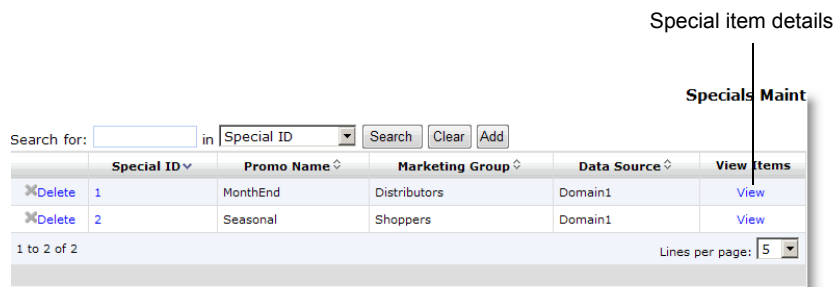 Special item details
Specials Maint
Search for: in Special ID Search Clear Add
Special ID Promo Name Marketing Group Data Source View Items
Delete 1 MonthEnd Distributors Domain1 View
Delete 2 Seasonal Shoppers Domain1 View
1 to 2 of 2 Lines per page: 5